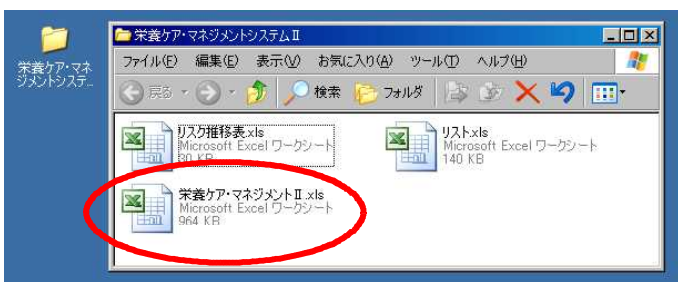 栄養ケア・マネ
ジメントシステ...
栄養ケア・マネジメントシステムⅡ
ファイル(F) 編集(E) 表示(V) お気に入り(A) ツール(T) ヘルプ(H)
戻る 検索 フォルダ
リスク推移表.xls
Microsoft Excel ワークシート
30 KB
リスト.xls
Microsoft Excel ワークシート
140 KB
栄養ケア・マネジメントⅡ.xls
Microsoft Excel ワークシート
964 KB